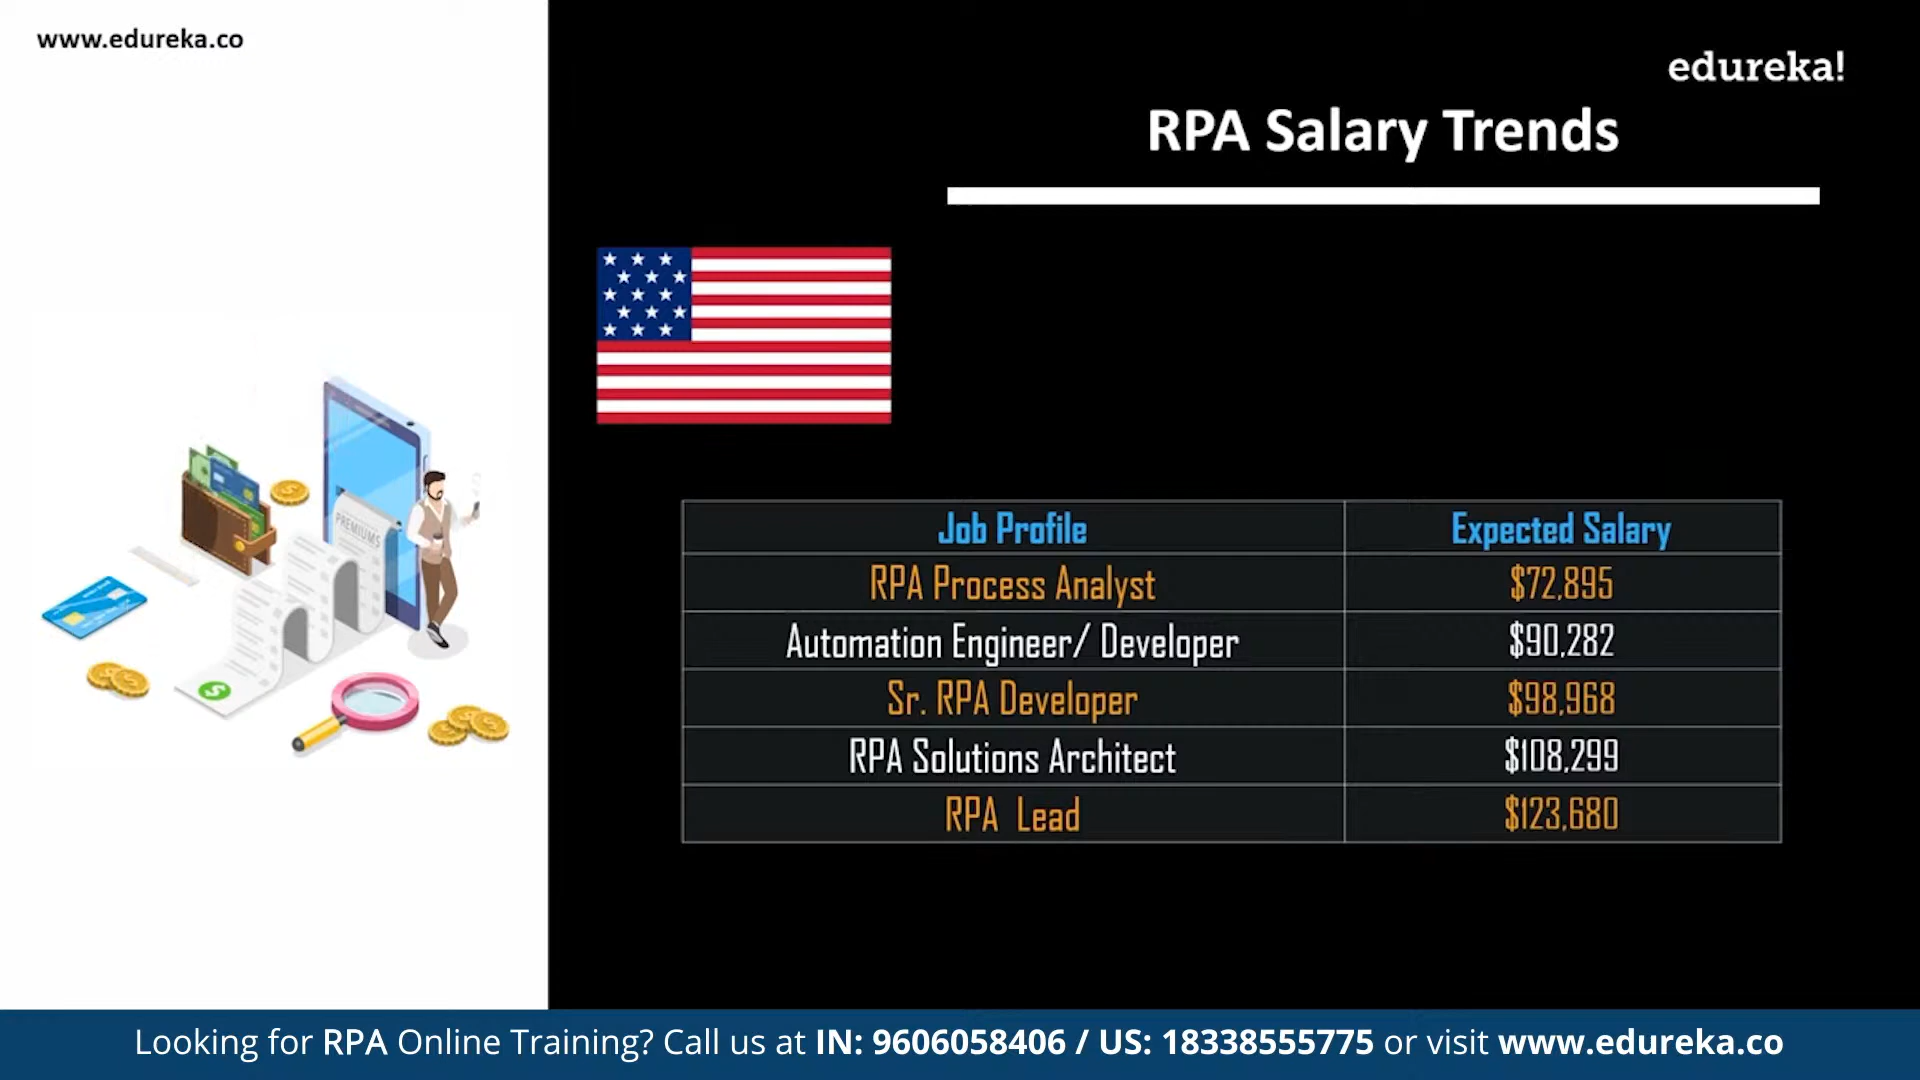 www.edureka.co
edureka!
RPA Salary Trends
PREMIUMS
Job Profile Expected Salary
RPA Process Analyst $72,895
Automation Engineer/ Developer $90,282
Sr. RPA Developer $98,968
RPA Solutions Architect $108,299
RPA Lead $123,680
Looking for RPA Online Training? Call us at IN: 9606058406 / US: 18338555775 or visit www.edureka.co